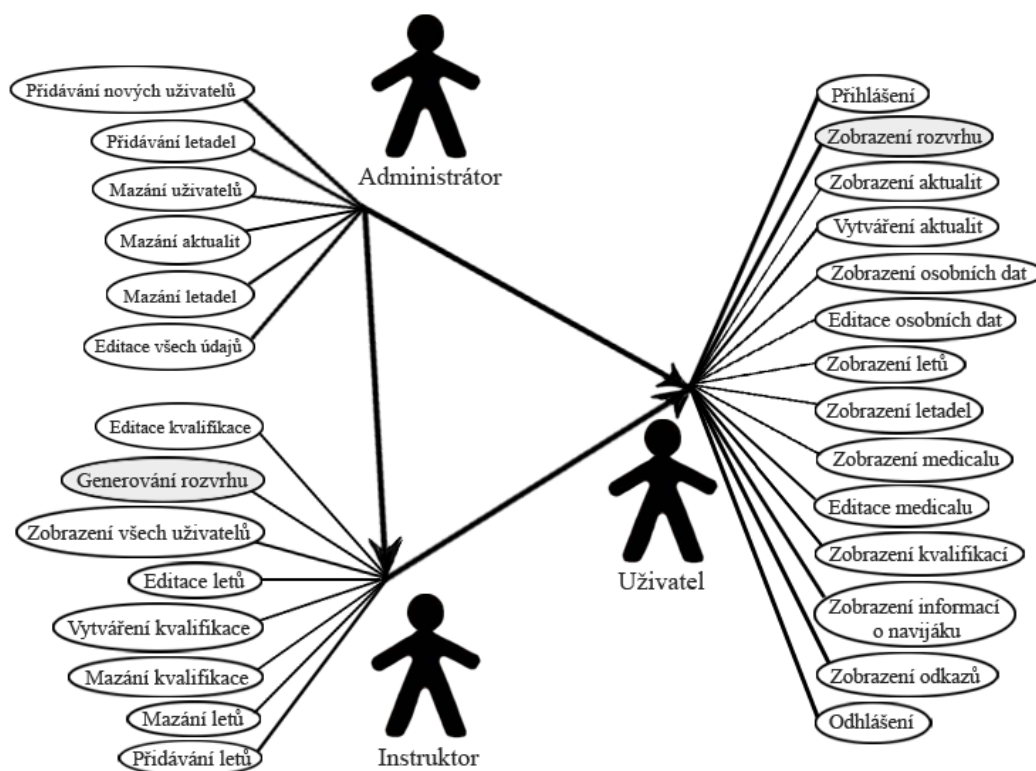 Administrátor
Přidávání nových uživatelů
Přidávání letadel
Mazání uživatelů
Mazání aktualit
Mazání letadel
Editace všech údajů
Editace kvalifikace
Generování rozvrhu
Zobrazení všech uživatelů
Editace letů
Vytváření kvalifikace
Mazání kvalifikace
Mazání letů
Přidávání letů
Instruktor
Uživatel
Přihlášení
Zobrazení rozvrhu
Zobrazení aktualit
Vytváření aktualit
Zobrazení osobních dat
Editace osobních dat
Zobrazení letů
Zobrazení letadel
Zobrazení medicalu
Editace medicalu
Zobrazení kvalifikací
Zobrazení informací
o navijáku
Zobrazení odkazů
Odhlášení